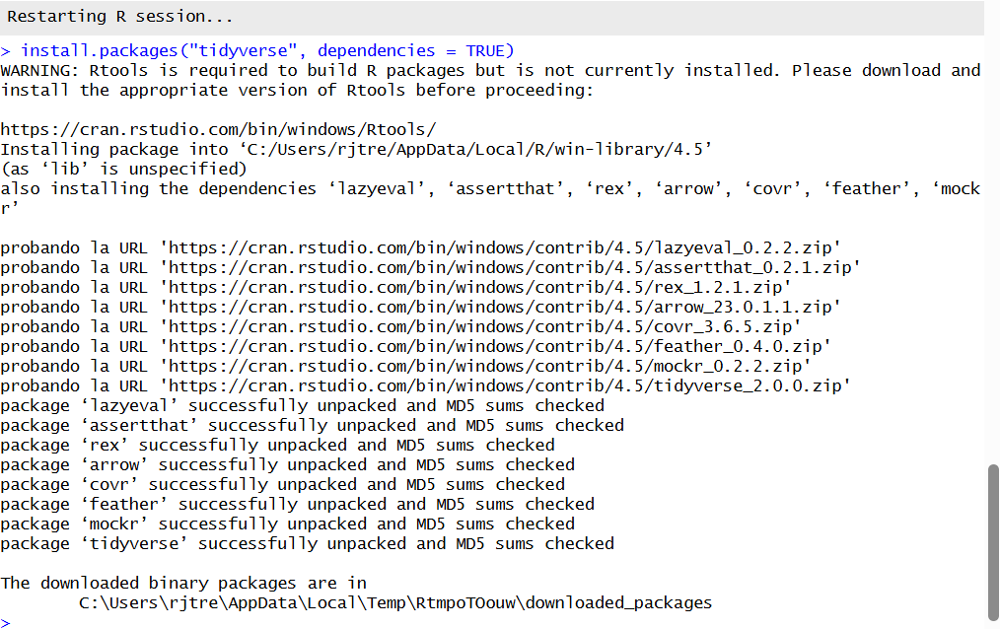 Restarting R session...
> install.packages("tidyverse", dependencies = TRUE)
WARNING: Rtools is required to build R packages but is not currently installed. Please download and
install the appropriate version of Rtools before proceeding:
https://cran.rstudio.com/bin/windows/Rtools/
Installing package into ‘C:/Users/rjtre/AppData/Local/R/win-library/4.5’
(as ‘lib’ is unspecified)
also installing the dependencies ‘lazyeval’, ‘assertthat’, ‘rex’, ‘arrow’, ‘covr’, ‘feather’, ‘mock
r’
probando la URL 'https://cran.rstudio.com/bin/windows/contrib/4.5/lazyeval_0.2.2.zip'
probando la URL 'https://cran.rstudio.com/bin/windows/contrib/4.5/assertthat_0.2.1.zip'
probando la URL 'https://cran.rstudio.com/bin/windows/contrib/4.5/rex_1.2.1.zip'
probando la URL 'https://cran.rstudio.com/bin/windows/contrib/4.5/arrow_23.0.1.1.zip'
probando la URL 'https://cran.rstudio.com/bin/windows/contrib/4.5/covr_3.6.5.zip'
probando la URL 'https://cran.rstudio.com/bin/windows/contrib/4.5/feather_0.4.0.zip'
probando la URL 'https://cran.rstudio.com/bin/windows/contrib/4.5/mockr_0.2.2.zip'
probando la URL 'https://cran.rstudio.com/bin/windows/contrib/4.5/tidyverse_2.0.0.zip'
package ‘lazyeval’ successfully unpacked and MD5 sums checked
package ‘assertthat’ successfully unpacked and MD5 sums checked
package ‘rex’ successfully unpacked and MD5 sums checked
package ‘arrow’ successfully unpacked and MD5 sums checked
package ‘covr’ successfully unpacked and MD5 sums checked
package ‘feather’ successfully unpacked and MD5 sums checked
package ‘mockr’ successfully unpacked and MD5 sums checked
package ‘tidyverse’ successfully unpacked and MD5 sums checked
The downloaded binary packages are in
C:\Users\rjtre\AppData\Local\Temp\RtmpoTOouw\downloaded_packages
>